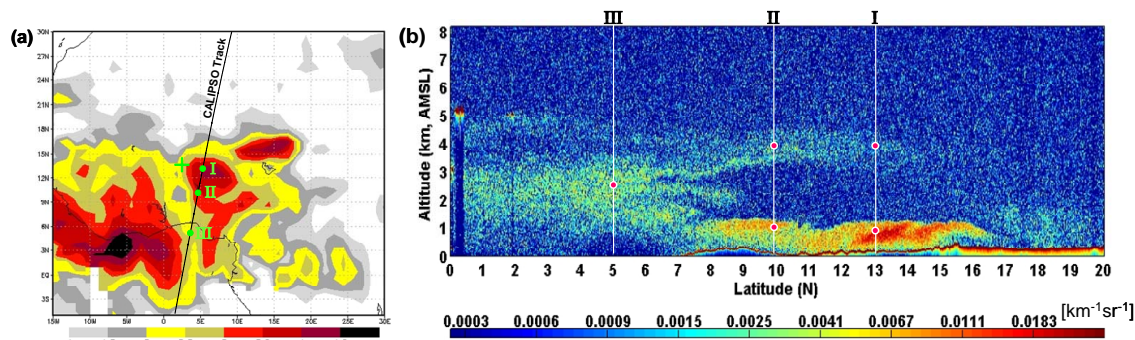 (a)
30N
27N
24N
21N
18N
15N
12N
9N
6N
3N
EQ
3S
15W
10W
5W
0
5E
10E
15E
20E
25E
30E
CALIPSO Track
I
II
(b)
III
II
I
8
7
6
5
4
3
2
1
0
Altitude (km, AMSL)
0 1 2 3 4 5 6 7 8 9 10 11 12 13 14 15 16 17 18 19 20
Latitude (N)
0.0003 0.0006 0.0009 0.0015 0.0025 0.0041 0.0067 0.0111 0.0183 [km⁻¹sr⁻¹]